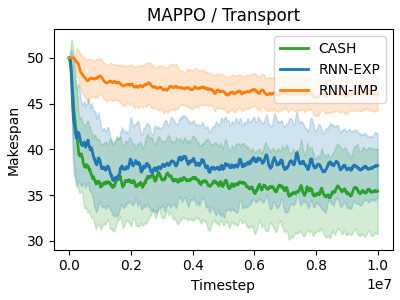 MAPPO / Transport
CASH
RNN-EXP
RNN-IMP
Makespan
50
45
40
35
30
0.0
0.2
0.4
0.6
0.8
1.0
1e7
Timestep